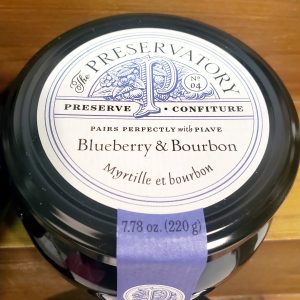 The PRESERVATORY
P
Nº 04
PRESERVE • CONFITURE
PAIRS PERFECTLY with PIAVE
Blueberry & Bourbon
Myrtille et bourbon
7.78 oz. (220 g)
P